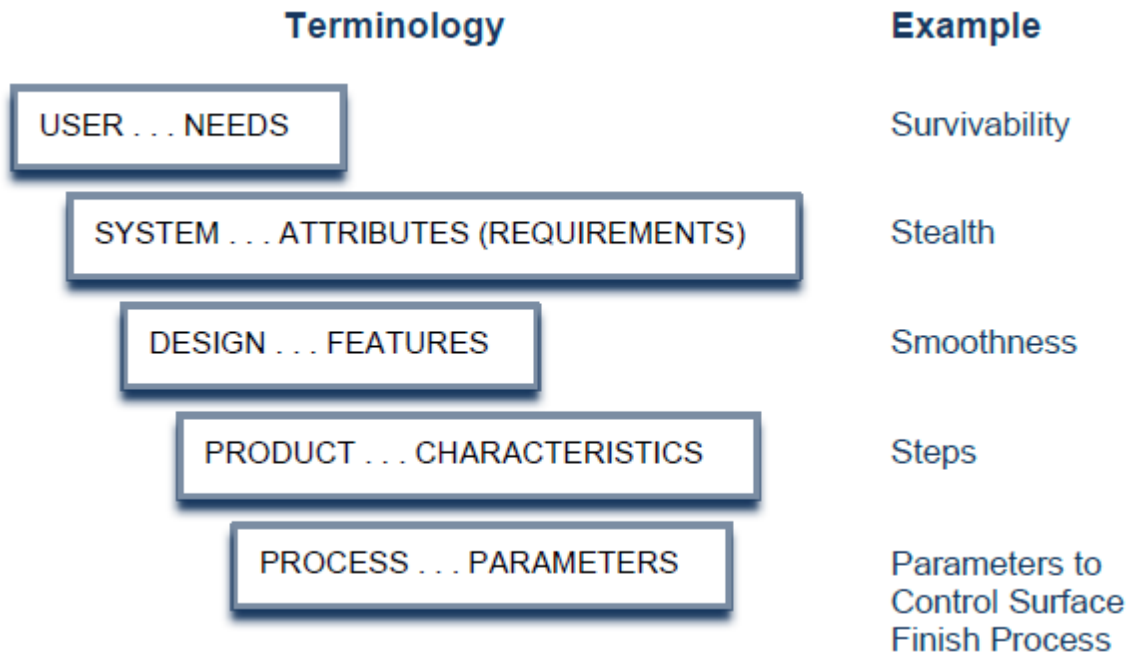 Terminology Example
USER . . . NEEDS Survivability
SYSTEM . . . ATTRIBUTES (REQUIREMENTS) Stealth
DESIGN . . . FEATURES Smoothness
PRODUCT . . . CHARACTERISTICS Steps
PROCESS . . . PARAMETERS Parameters to
Control Surface
Finish Process